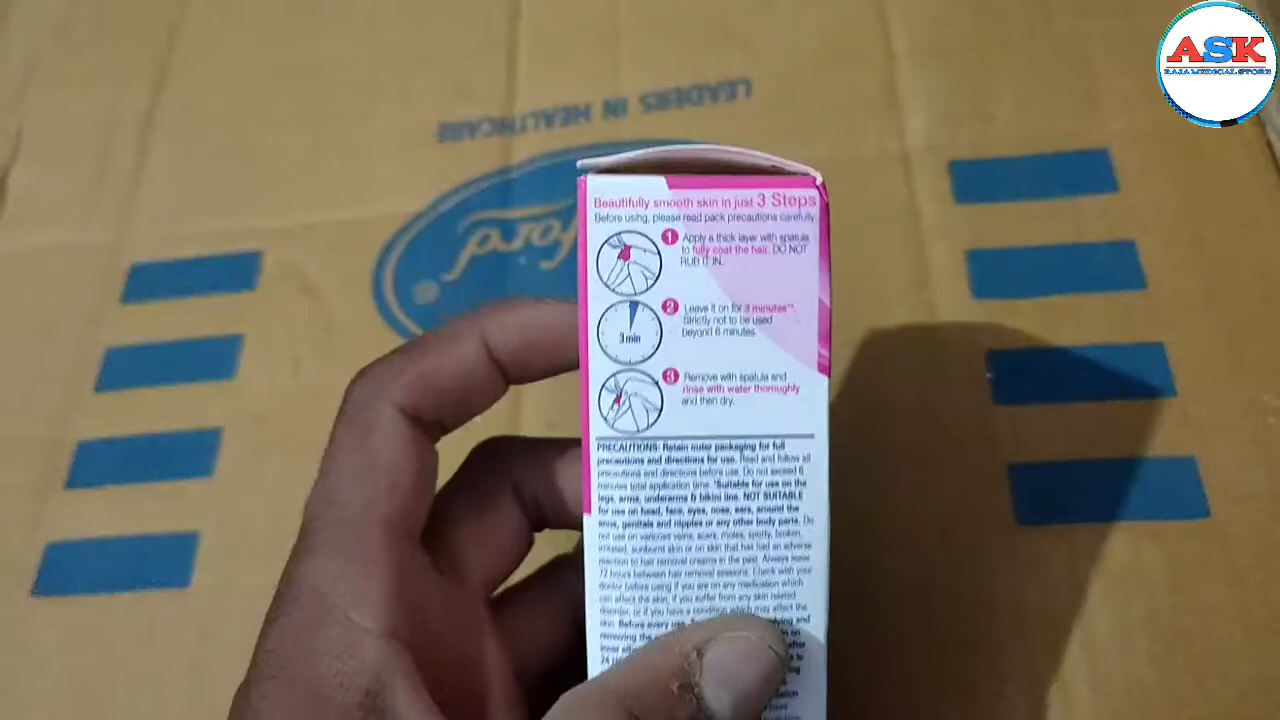 ASK
RAJA MEDICAL STORE
LEADERS IN HEALTHCARE
ford
Beautifully smooth skin in just 3 Steps
Before using, please read pack precautions carefully
1 Apply a thick layer with spatula
to fully coat the hair. DO NOT
RUB IT IN.
2 Leave it on for 3 minutes**.
Strictly not to be used
beyond 6 minutes.
3min
3 Remove with spatula and
rinse with water thoroughly
and then dry.
PRECAUTIONS: Retain outer packaging for full
precautions and directions for use. Read and follow all
precautions and directions before use. Do not exceed 6
minutes total application time. *Suitable for use on the
legs, arms, underarms & bikini line. NOT SUITABLE
for use on head, face, eyes, nose, ears, around the
anus, genitals and nipples or any other body parts. Do
not use on varicose veins, scars, moles, spotty, broken,
irritated, sunburnt skin or on skin that has had an adverse
reaction to hair removal creams in the past. Always leave
72 hours between hair removal sessions. Check with your
doctor before using if you are on any medication which
can affect the skin, if you suffer from any skin related
disorder, or if you have a condition which may affect the
skin. Before every use,
removing the
24